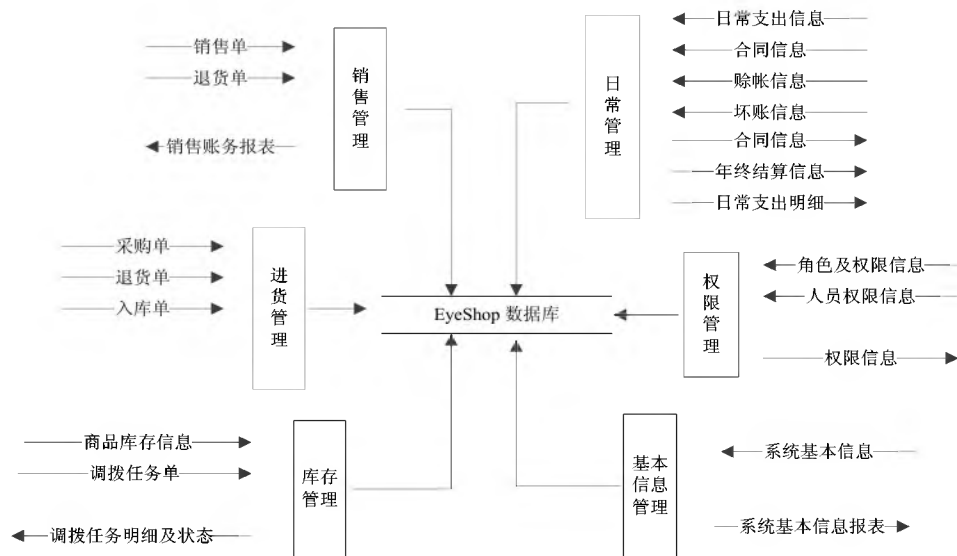 销售单
退货单
销售账务报表
销售管理
日常管理
日常支出信息
合同信息
赊帐信息
坏账信息
合同信息
年终结算信息
日常支出明细
采购单
退货单
入库单
进货管理
EyeShop 数据库
权限管理
角色及权限信息
人员权限信息
权限信息
商品库存信息
调拨任务单
调拨任务明细及状态
库存
管理
基本
信息
管理
系统基本信息
系统基本信息报表